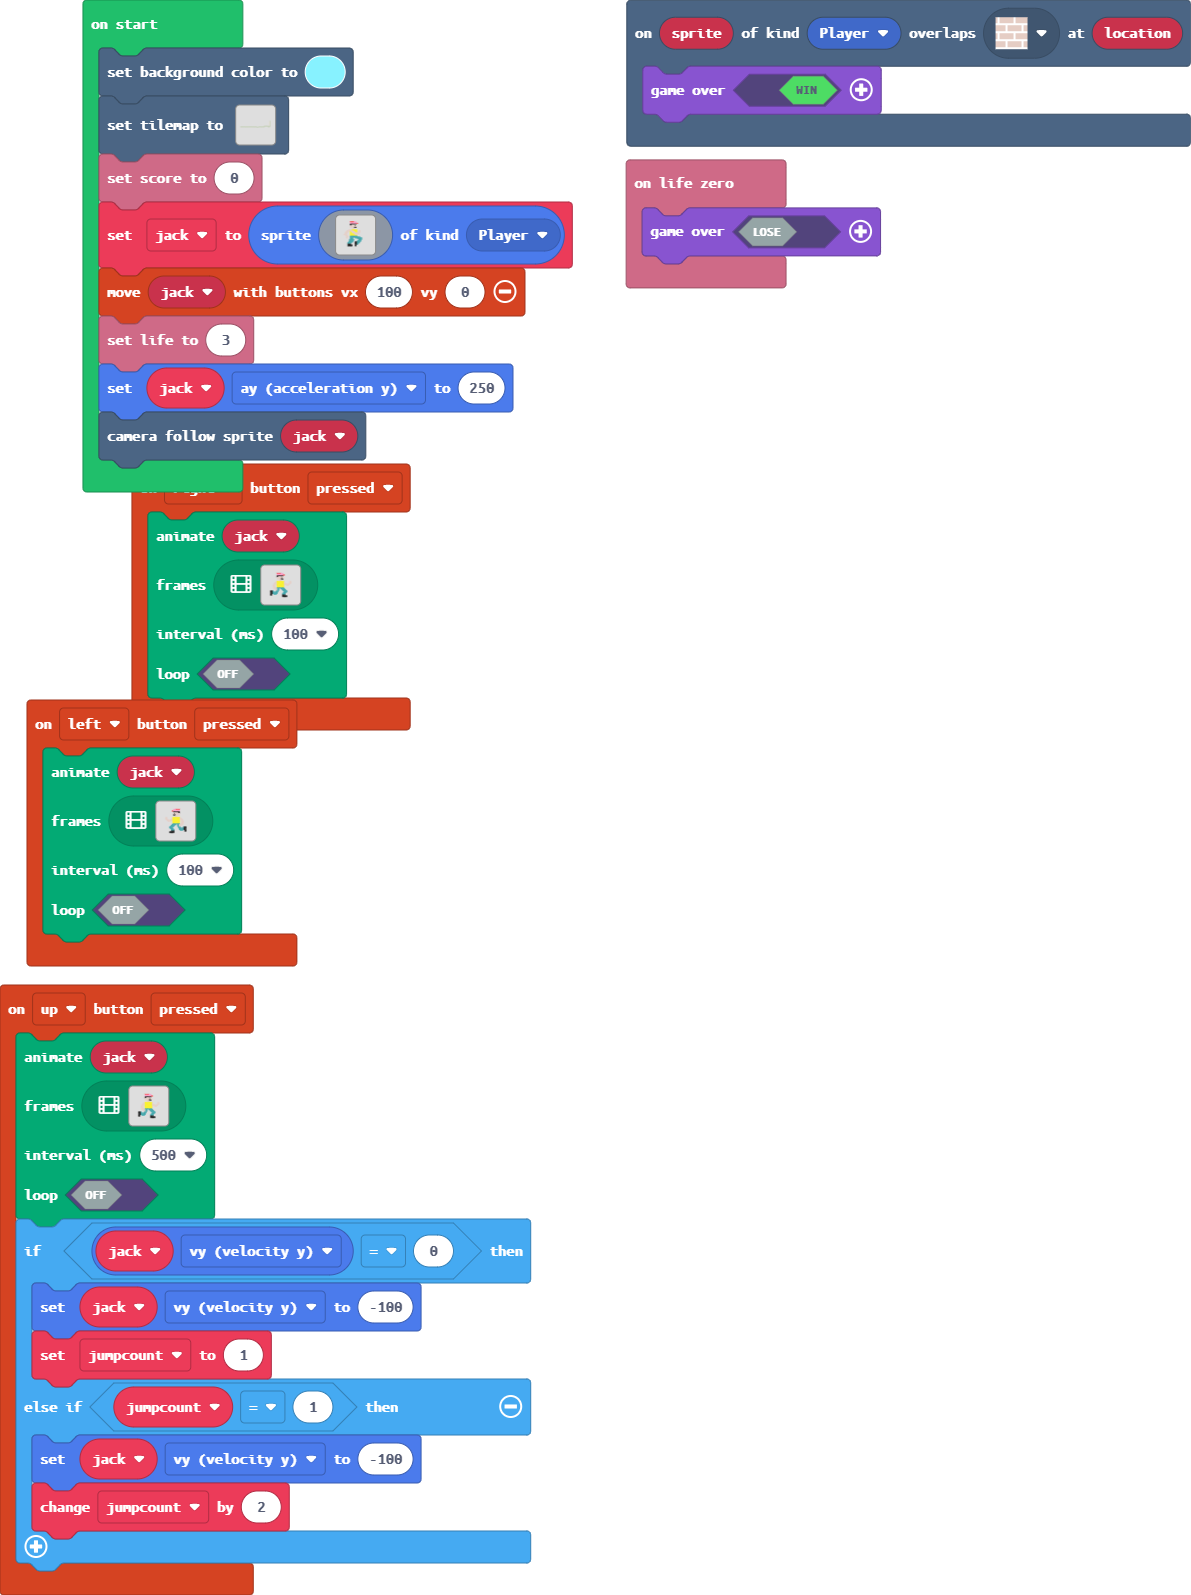 on start
set background color to
set tilemap to
set score to 0
set jack to sprite of kind Player
move jack with buttons vx 100 vy 0
set life to 3
set jack ay (acceleration y) to 250
camera follow sprite jack
button pressed
animate jack
frames
interval (ms) 100
loop OFF
on left button pressed
animate jack
frames
interval (ms) 100
loop OFF
on up button pressed
animate jack
frames
interval (ms) 500
loop OFF
if jack vy (velocity y) = 0 then
set jack vy (velocity y) to -100
set jumpcount to 1
else if jumpcount = 1 then
set jack vy (velocity y) to -100
change jumpcount by 2
on sprite of kind Player overlaps at location
game over WIN
on life zero
game over LOSE